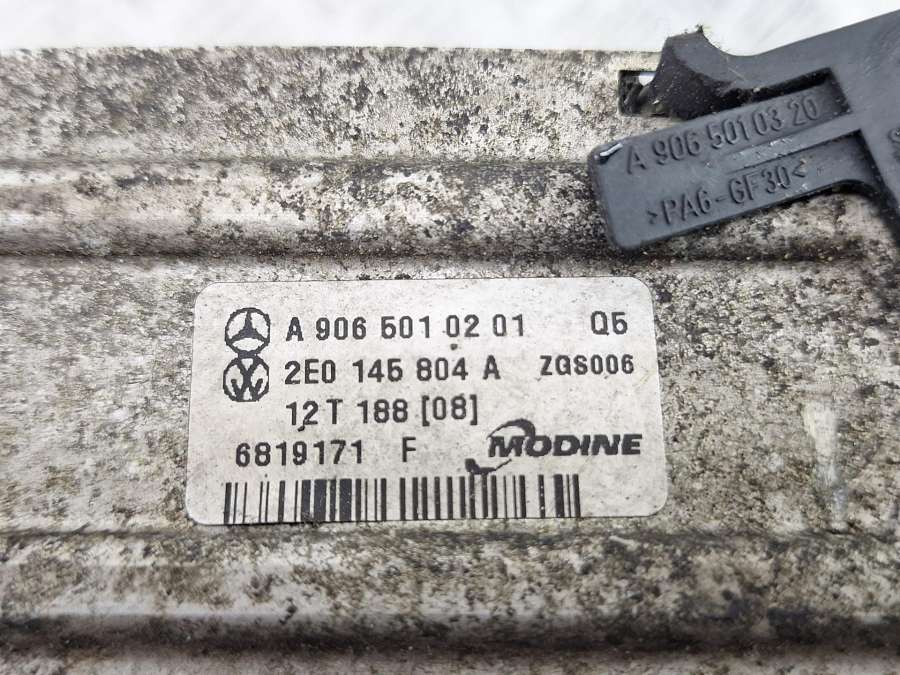 A 906 501 03 20
>PA6-GF30<
A 906 501 02 01 Q5
2E0 145 804 A ZGS006
12 T 188 [08]
6819171 F MODINE